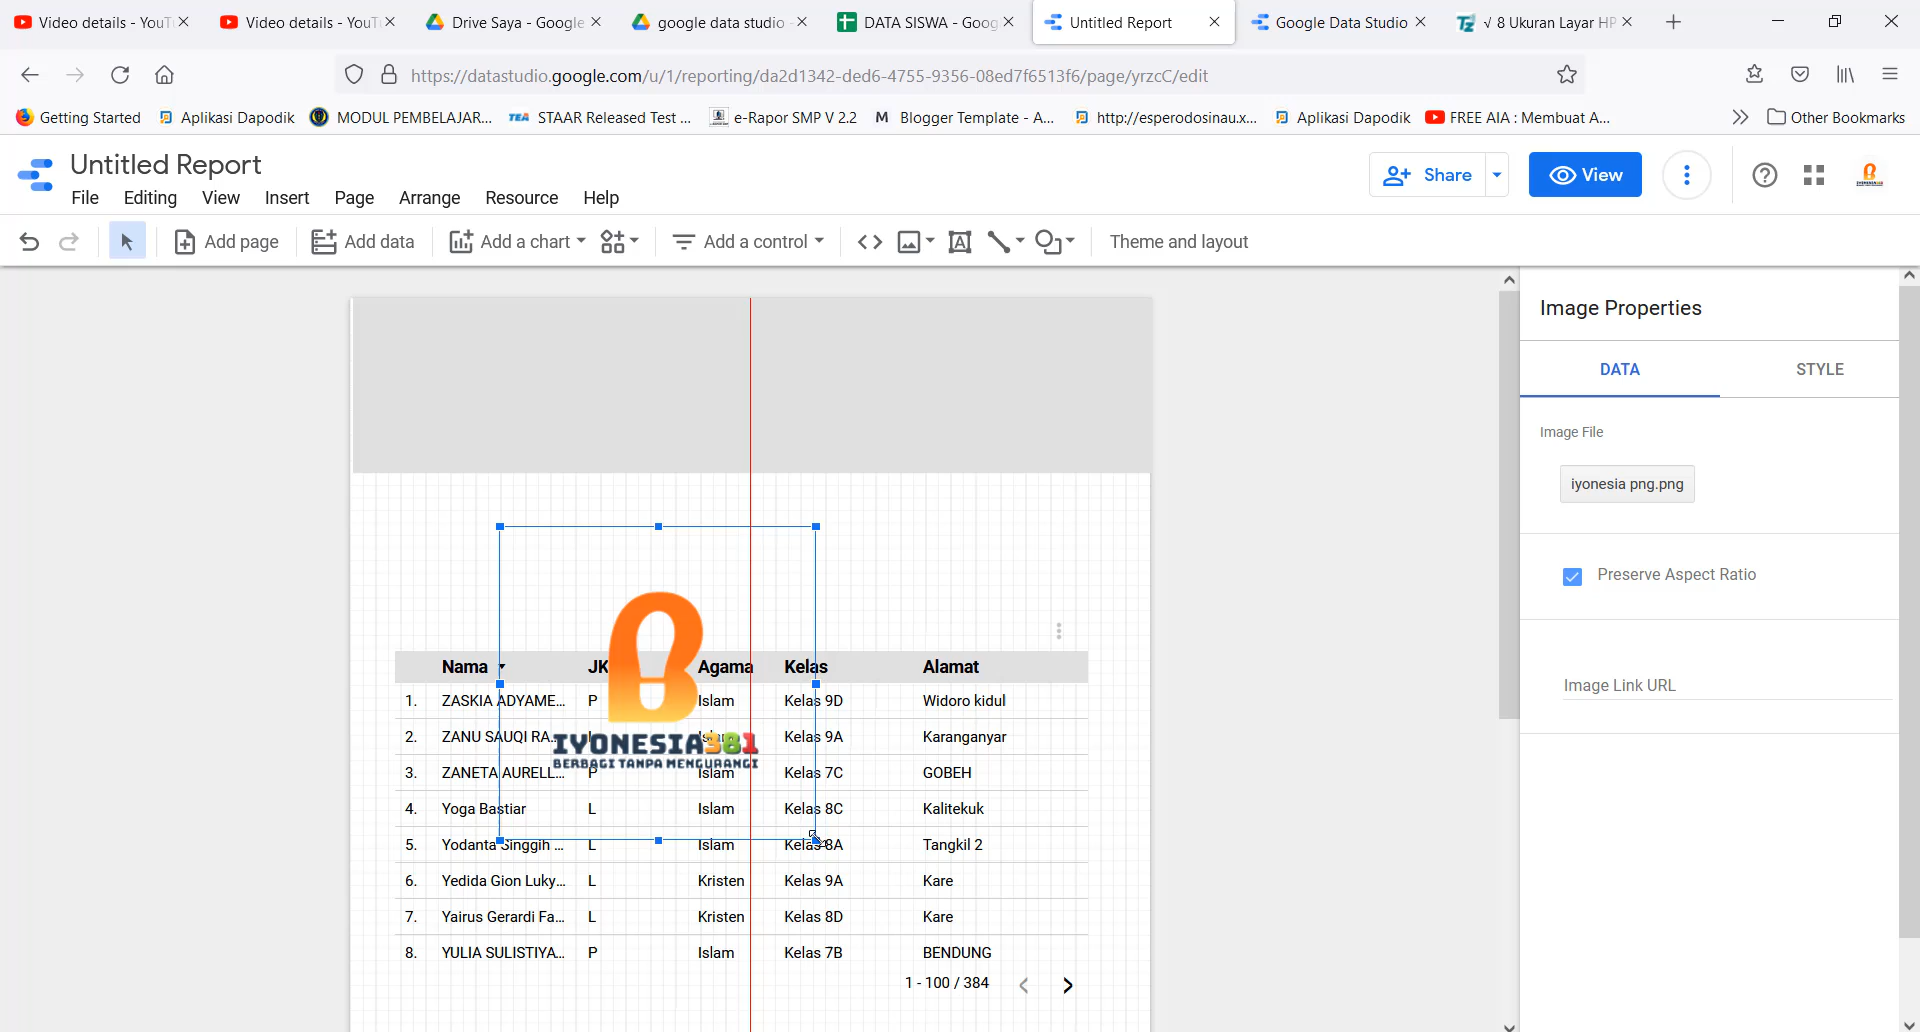 Video details - YouTu
Video details - YouTu
Drive Saya - Google
google data studio -
DATA SISWA - Goog
Untitled Report
Google Data Studio
√ 8 Ukuran Layar HP
https://datastudio.google.com/u/1/reporting/da2d1342-ded6-4755-9356-08ed7f6513f6/page/yrzcC/edit
Getting Started
Aplikasi Dapodik
MODUL PEMBELAJAR...
TEA STAAR Released Test ...
e-Rapor SMP V 2.2
M Blogger Template - A...
http://esperodosinau.x...
Aplikasi Dapodik
FREE AIA : Membuat A...
Other Bookmarks
Untitled Report
File Editing View Insert Page Arrange Resource Help
Share
View
Add page
Add data
Add a chart
Add a control
Theme and layout
Image Properties
DATA STYLE
Image File
iyonesia png.png
Preserve Aspect Ratio
Image Link URL
Nama JK Agama Kelas Alamat
1. ZASKIA ADYAME... P Islam Kelas 9D Widoro kidul
2. ZANU SAUQI RA... Kelas 9A Karanganyar
IYONESIA381
BERBAGI TANPA MENGURANGI
3. ZANETA AURELL... P Islam Kelas 7C GOBEH
4. Yoga Bastiar L Islam Kelas 8C Kalitekuk
5. Yodanta Singgih ... L Islam Kelas 8A Tangkil 2
6. Yedida Gion Luky... L Kristen Kelas 9A Kare
7. Yairus Gerardi Fa... L Kristen Kelas 8D Kare
8. YULIA SULISTIYA... P Islam Kelas 7B BENDUNG
1 - 100 / 384